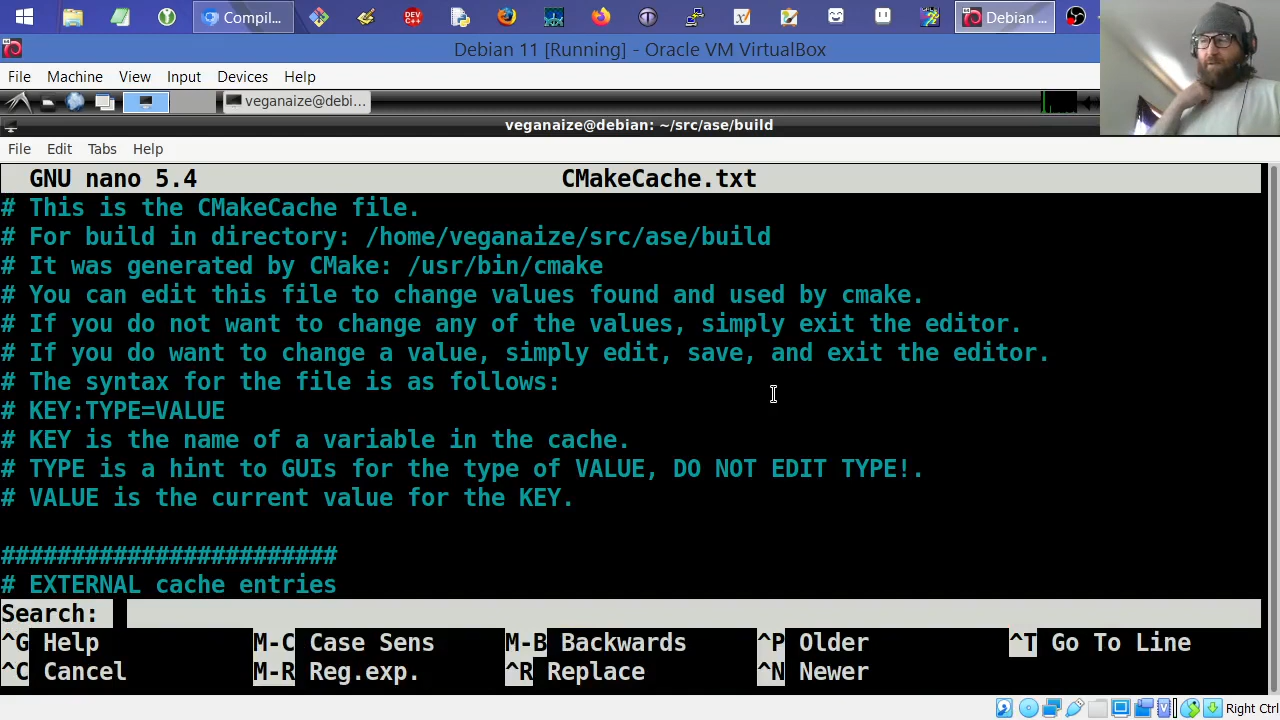 Compil...
DEV C++
Debian ...
Debian 11 [Running] - Oracle VM VirtualBox
File Machine View Input Devices Help
veganaize@debi...
veganaize@debian: ~/src/ase/build
File Edit Tabs Help
GNU nano 5.4 CMakeCache.txt
# This is the CMakeCache file.
# For build in directory: /home/veganaize/src/ase/build
# It was generated by CMake: /usr/bin/cmake
# You can edit this file to change values found and used by cmake.
# If you do not want to change any of the values, simply exit the editor.
# If you do want to change a value, simply edit, save, and exit the editor.
# The syntax for the file is as follows:
# KEY:TYPE=VALUE
# KEY is the name of a variable in the cache.
# TYPE is a hint to GUIs for the type of VALUE, DO NOT EDIT TYPE!.
# VALUE is the current value for the KEY.
########################
# EXTERNAL cache entries
Search:
^G Help M-C Case Sens M-B Backwards ^P Older ^T Go To Line
^C Cancel M-R Reg.exp. ^R Replace ^N Newer
Right Ctrl